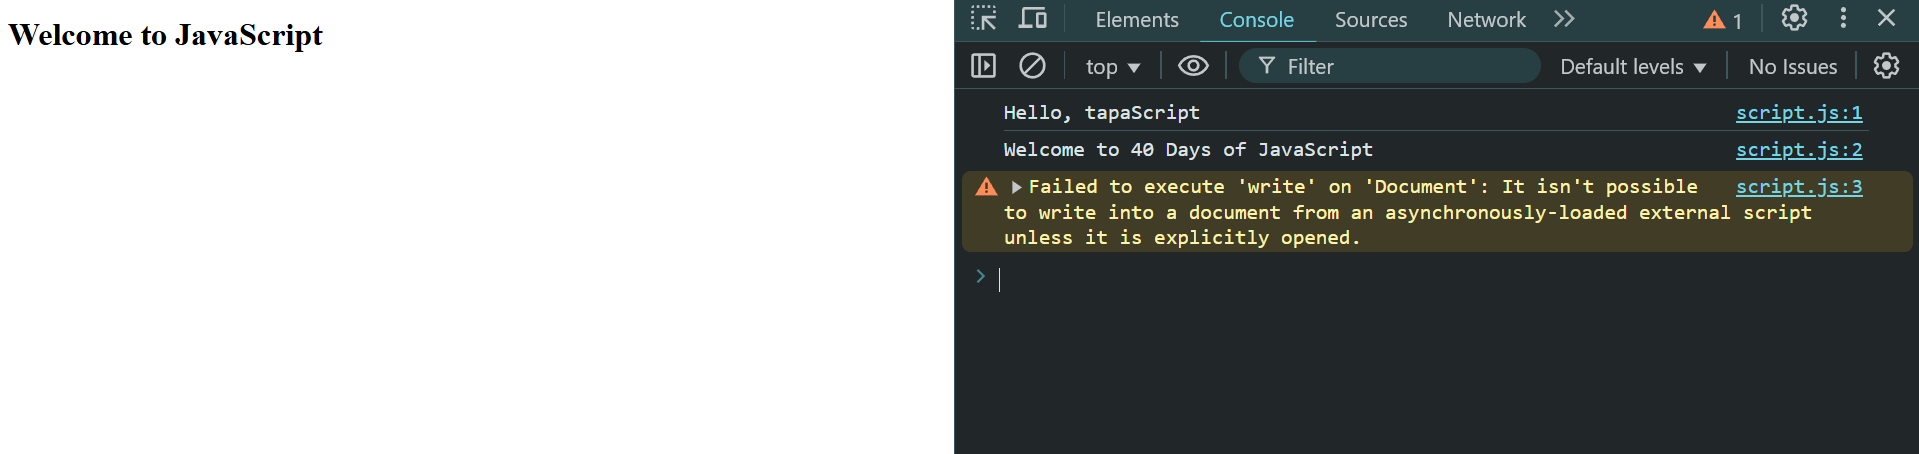 Welcome to JavaScript
Elements Console Sources Network 1
top Filter Default levels No Issues
Hello, tapaScript script.js:1
Welcome to 40 Days of JavaScript script.js:2
Failed to execute 'write' on 'Document': It isn't possible script.js:3
to write into a document from an asynchronously-loaded external script
unless it is explicitly opened.